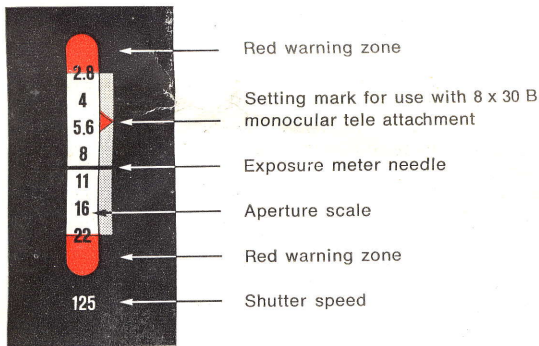 Red warning zone
2.8
4
Setting mark for use with 8 x 30 B
monocular tele attachment
5.6
8
Exposure meter needle
11
16
Aperture scale
22
Red warning zone
125
Shutter speed